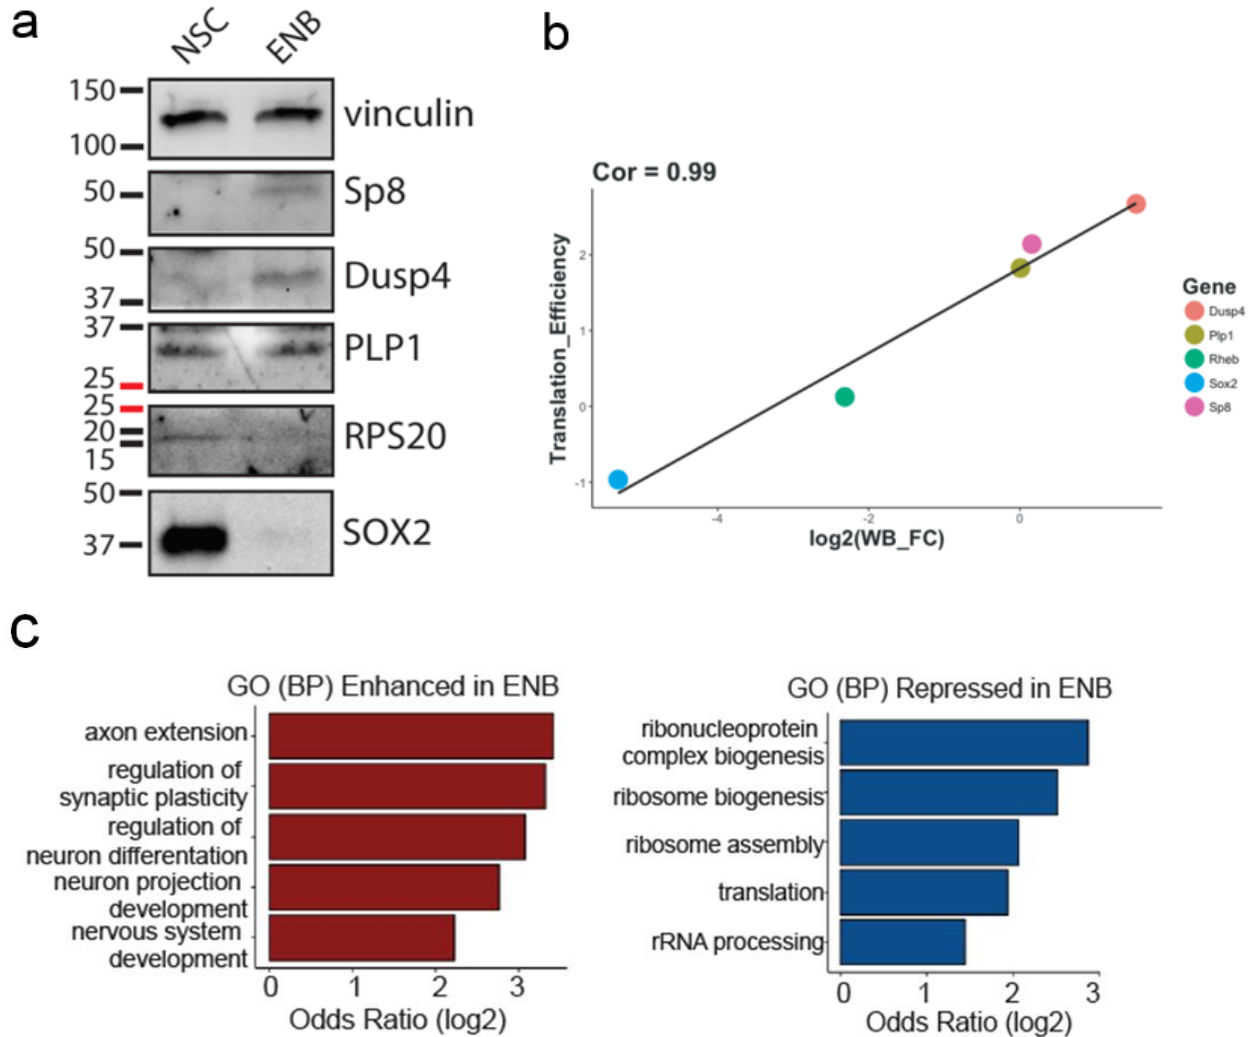 a
NSC ENB
150
100
vinculin
50
Sp8
50
37
Dusp4
37
25
PLP1
25
20
15
RPS20
50
37
SOX2
b
Cor = 0.99
Translation_Efficiency
2
1
0
-1
-4 -2 0
log2(WB_FC)
Gene
Dusp4
Plp1
Rheb
Sox2
Sp8
c
GO (BP) Enhanced in ENB
axon extension
regulation of
synaptic plasticity
regulation of
neuron differentation
neuron projection
development
nervous system
development
0 1 2 3
Odds Ratio (log2)
GO (BP) Repressed in ENB
ribonucleoprotein
complex biogenesis
ribosome biogenesis
ribosome assembly
translation
rRNA processing
0 1 2 3
Odds Ratio (log2)